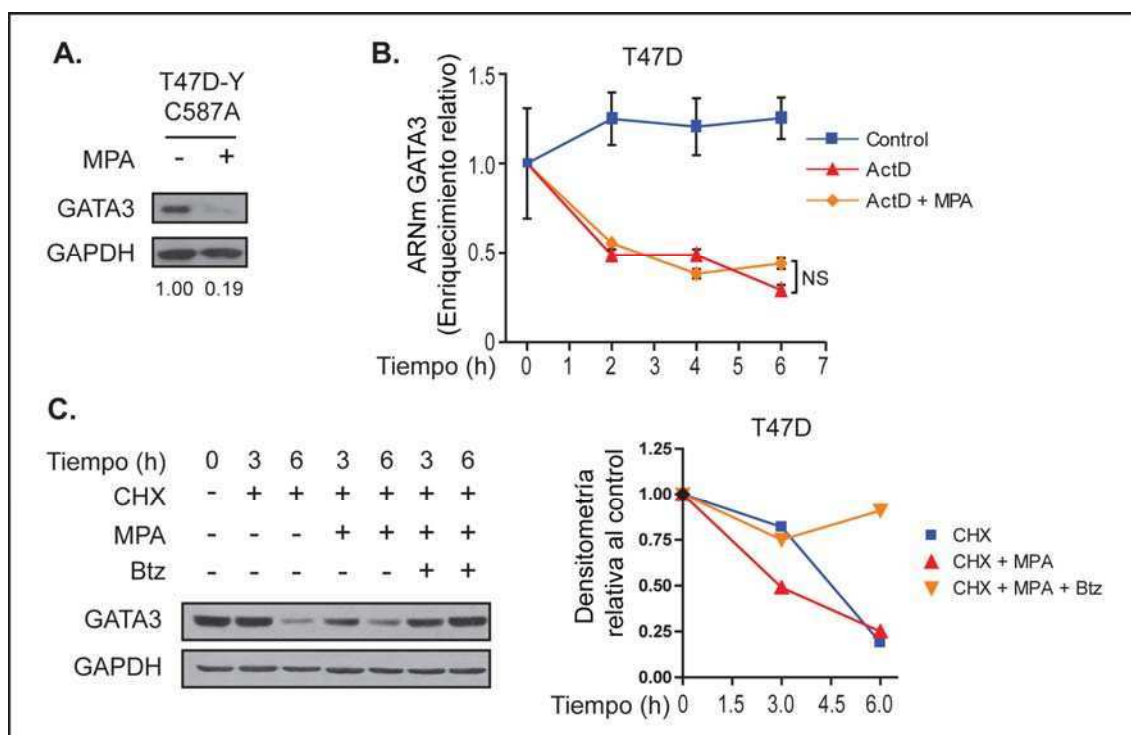 A.
T47D-Y
C587A
MPA - +
GATA3
GAPDH
1.00 0.19
B.
T47D
ARNm GATA3
(Enriquecimiento relativo)
1.5
1.0
0.5
0
Tiempo (h) 0 1 2 3 4 5 6 7
NS
Control
ActD
ActD + MPA
C.
Tiempo (h) 0 3 6 3 6 3 6
CHX - + + + + + +
MPA - - - + + + +
Btz - - - - - + +
GATA3
GAPDH
T47D
Densitometría
relativa al control
1.25
1.00
0.75
0.50
0.25
0.00
Tiempo (h) 0 1.5 3.0 4.5 6.0
CHX
CHX + MPA
CHX + MPA + Btz